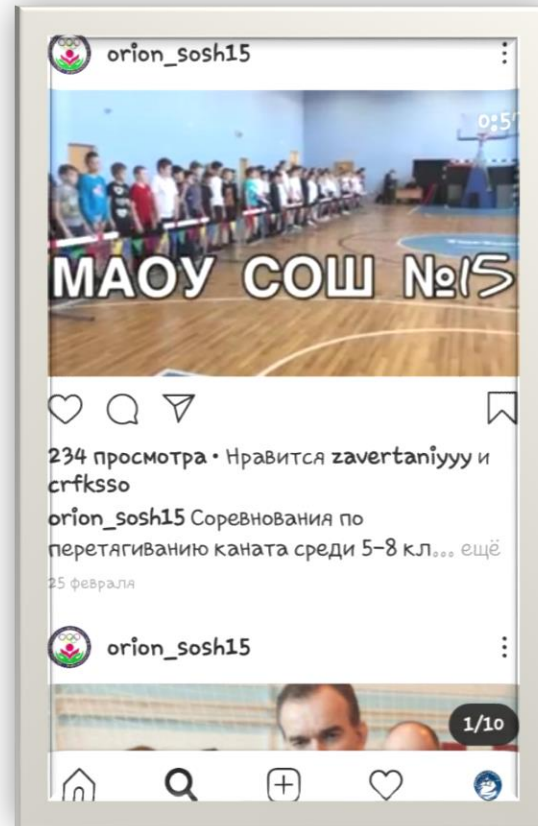 orion_sosh15
0:57
МАОУ СОШ №15
234 просмотра • Нравится zavertaniyyy и
crfksso
orion_sosh15 Соревнования по
перетягиванию каната среди 5-8 кл... ещё
25 февраля
orion_sosh15
1/10